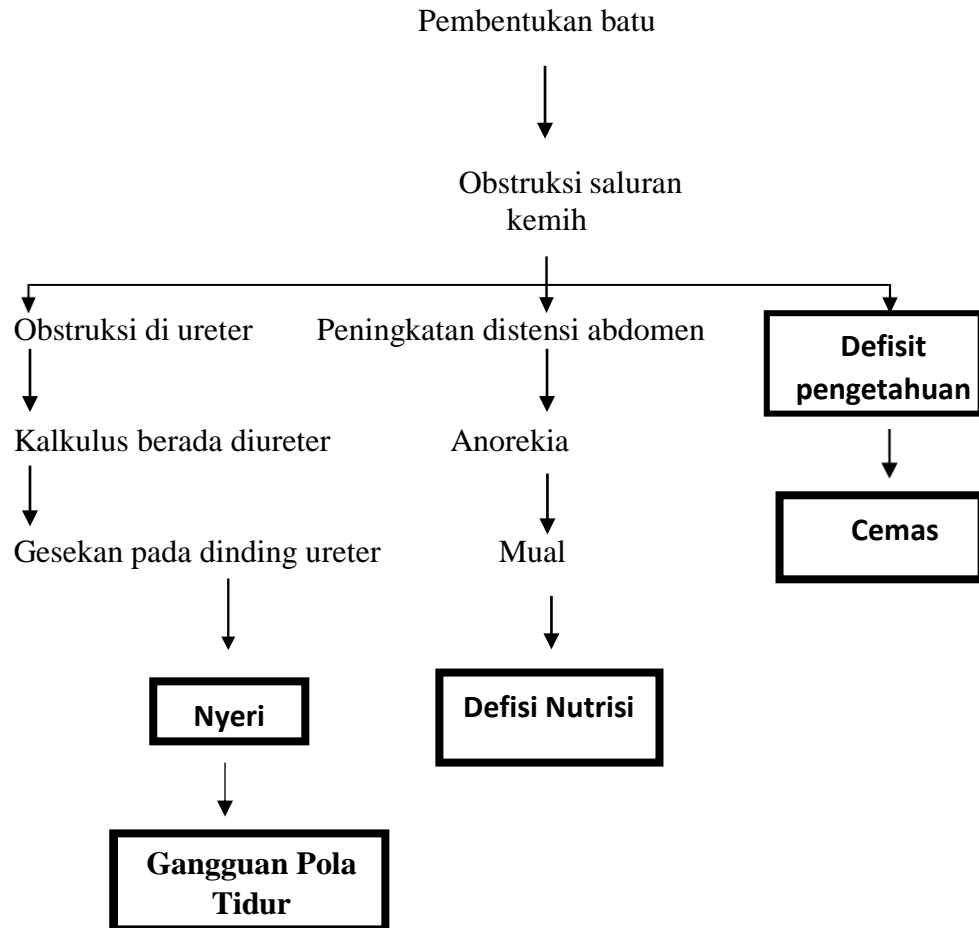 Pembentukan batu
Obstruksi saluran
kemih
Obstruksi di ureter
Peningkatan distensi abdomen
Defisit
pengetahuan
Kalkulus berada diureter
Anorekia
Cemas
Gesekan pada dinding ureter
Mual
Nyeri
Defisi Nutrisi
Gangguan Pola
Tidur